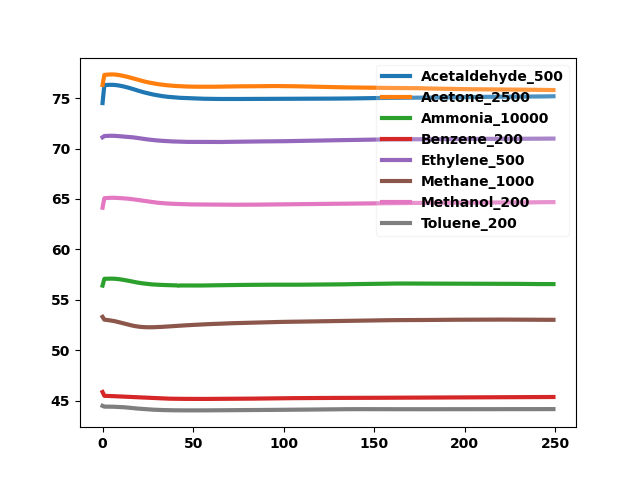 Acetaldehyde_500
Acetone_2500
Ammonia_10000
Benzene_200
Ethylene_500
Methane_1000
Methanol_200
Toluene_200
75
70
65
60
55
50
45
0 50 100 150 200 250